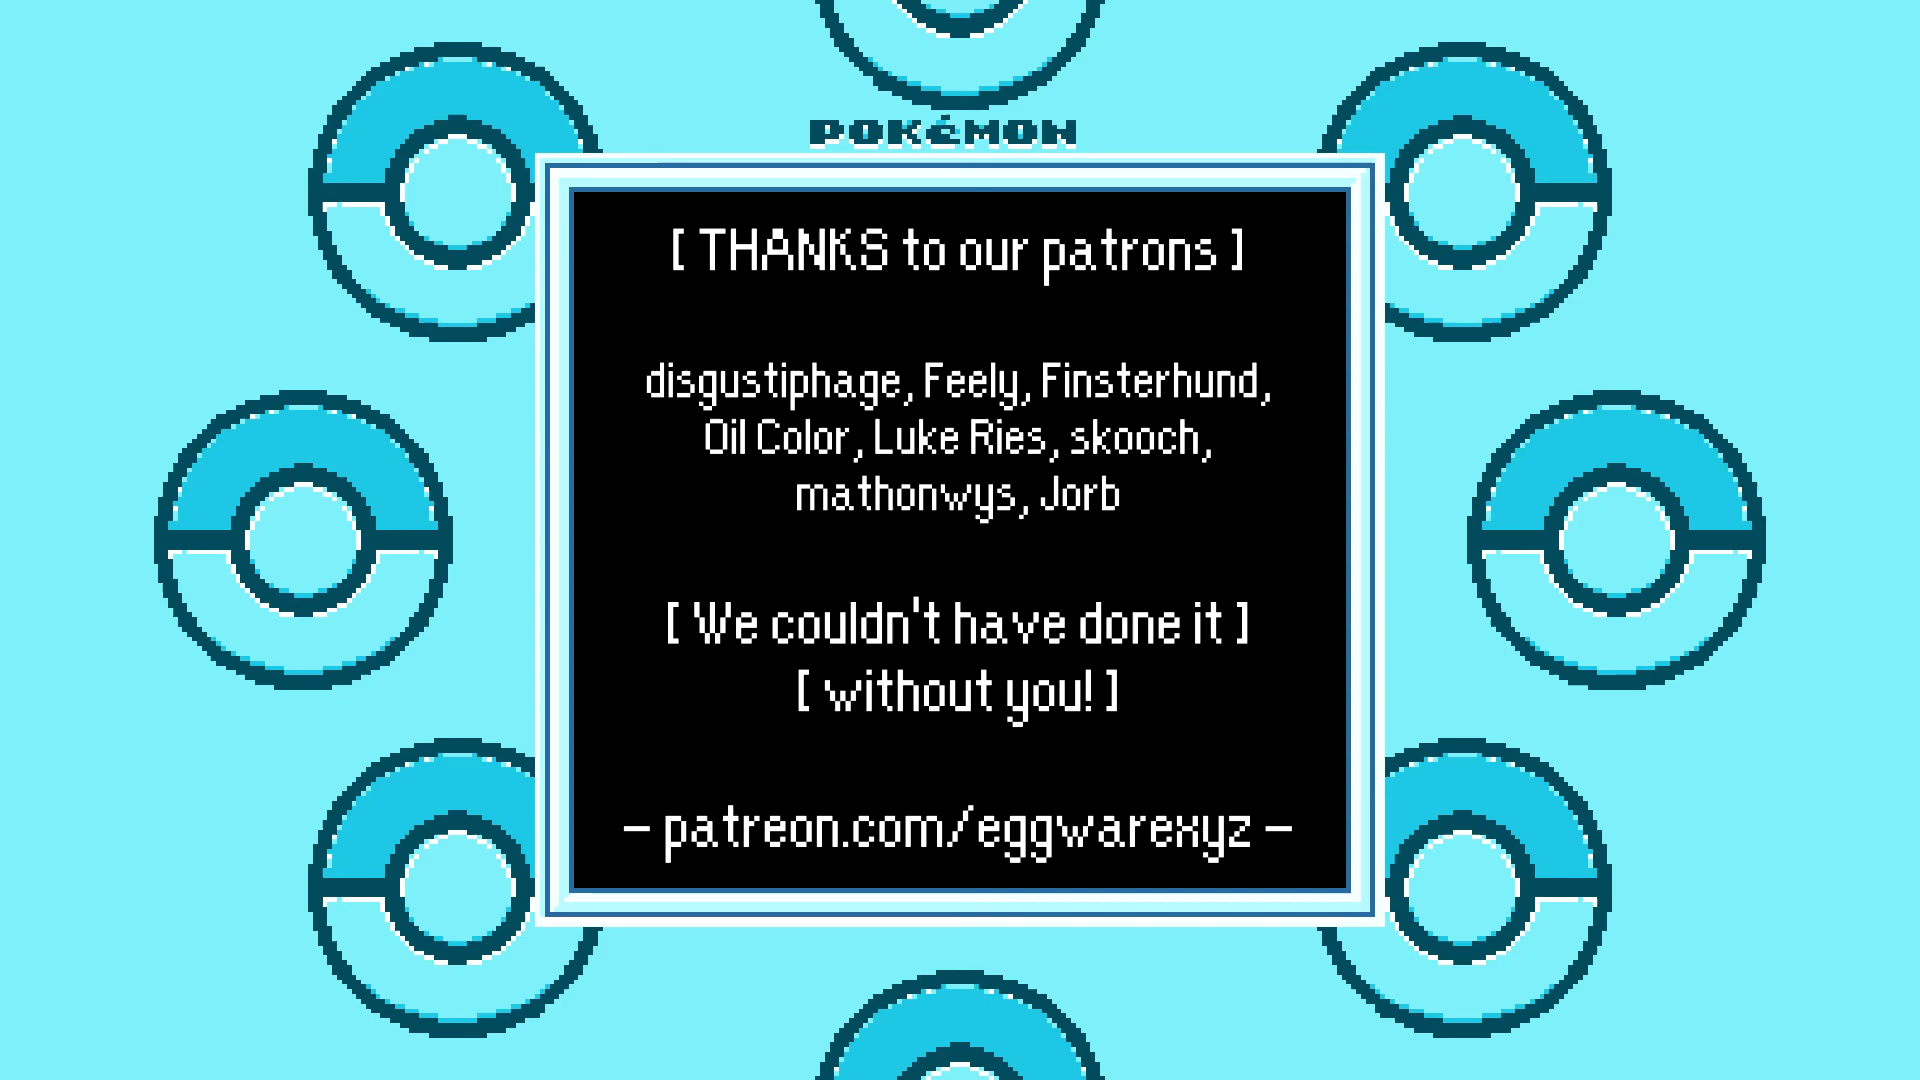 POKéMON
[ THANKS to our patrons ]
disgustiphage, Feely, Finsterhund,
Oil Color, Luke Ries, skooch,
mathonwys, Jorb
[ We couldn't have done it ]
[ without you! ]
– patreon.com/eggwarexyz –